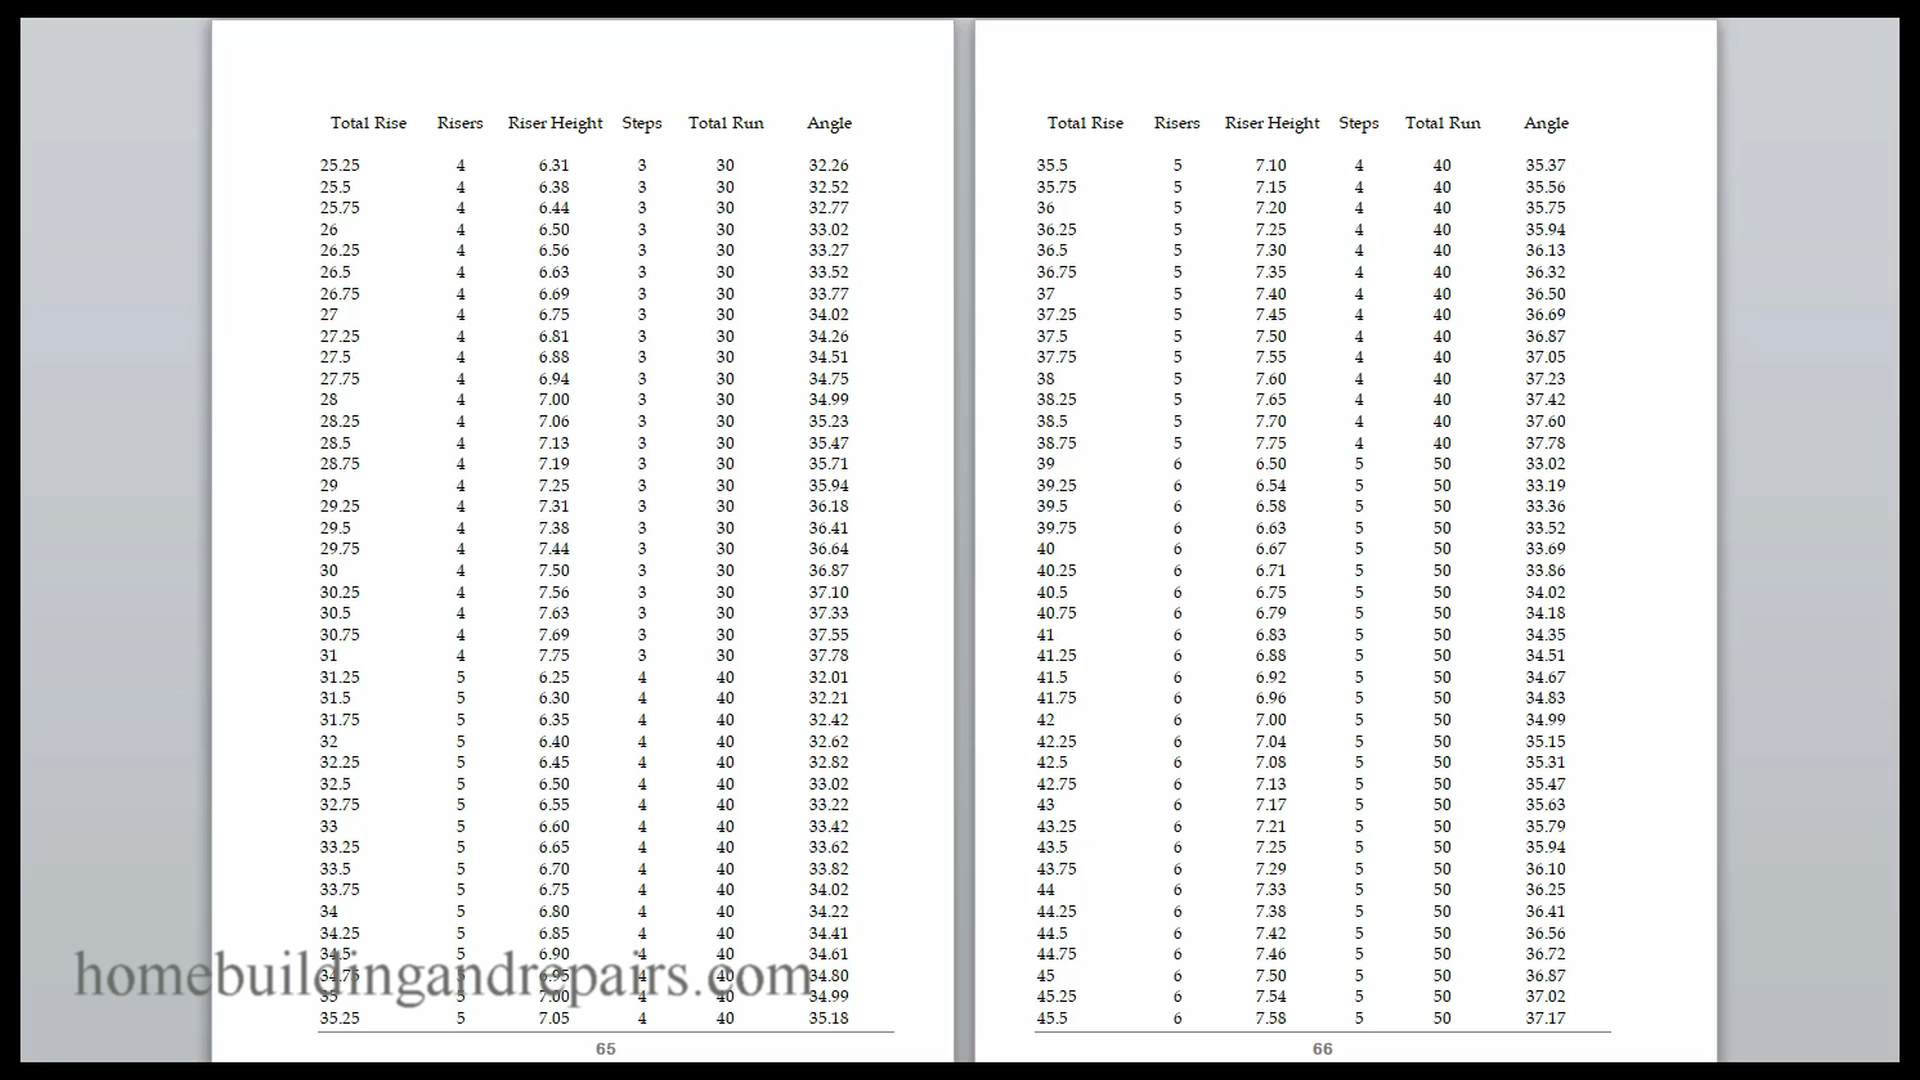 Total Rise Risers Riser Height Steps Total Run Angle
25.25 4 6.31 3 30 32.26
25.5 4 6.38 3 30 32.52
25.75 4 6.44 3 30 32.77
26 4 6.50 3 30 33.02
26.25 4 6.56 3 30 33.27
26.5 4 6.63 3 30 33.52
26.75 4 6.69 3 30 33.77
27 4 6.75 3 30 34.02
27.25 4 6.81 3 30 34.26
27.5 4 6.88 3 30 34.51
27.75 4 6.94 3 30 34.75
28 4 7.00 3 30 34.99
28.25 4 7.06 3 30 35.23
28.5 4 7.13 3 30 35.47
28.75 4 7.19 3 30 35.71
29 4 7.25 3 30 35.94
29.25 4 7.31 3 30 36.18
29.5 4 7.38 3 30 36.41
29.75 4 7.44 3 30 36.64
30 4 7.50 3 30 36.87
30.25 4 7.56 3 30 37.10
30.5 4 7.63 3 30 37.33
30.75 4 7.69 3 30 37.55
31 4 7.75 3 30 37.78
31.25 5 6.25 4 40 32.01
31.5 5 6.30 4 40 32.21
31.75 5 6.35 4 40 32.42
32 5 6.40 4 40 32.62
32.25 5 6.45 4 40 32.82
32.5 5 6.50 4 40 33.02
32.75 5 6.55 4 40 33.22
33 5 6.60 4 40 33.42
33.25 5 6.65 4 40 33.62
33.5 5 6.70 4 40 33.82
33.75 5 6.75 4 40 34.02
34 5 6.80 4 40 34.22
34.25 5 6.85 4 40 34.41
34.5 5 6.90 4 40 34.61
34.75 5 6.95 4 40 34.80
35 5 7.00 4 40 34.99
35.25 5 7.05 4 40 35.18
65
homebuildingandrepairs.com
Total Rise Risers Riser Height Steps Total Run Angle
35.5 5 7.10 4 40 35.37
35.75 5 7.15 4 40 35.56
36 5 7.20 4 40 35.75
36.25 5 7.25 4 40 35.94
36.5 5 7.30 4 40 36.13
36.75 5 7.35 4 40 36.32
37 5 7.40 4 40 36.50
37.25 5 7.45 4 40 36.69
37.5 5 7.50 4 40 36.87
37.75 5 7.55 4 40 37.05
38 5 7.60 4 40 37.23
38.25 5 7.65 4 40 37.42
38.5 5 7.70 4 40 37.60
38.75 5 7.75 4 40 37.78
39 6 6.50 5 50 33.02
39.25 6 6.54 5 50 33.19
39.5 6 6.58 5 50 33.36
39.75 6 6.63 5 50 33.52
40 6 6.67 5 50 33.69
40.25 6 6.71 5 50 33.86
40.5 6 6.75 5 50 34.02
40.75 6 6.79 5 50 34.18
41 6 6.83 5 50 34.35
41.25 6 6.88 5 50 34.51
41.5 6 6.92 5 50 34.67
41.75 6 6.96 5 50 34.83
42 6 7.00 5 50 34.99
42.25 6 7.04 5 50 35.15
42.5 6 7.08 5 50 35.31
42.75 6 7.13 5 50 35.47
43 6 7.17 5 50 35.63
43.25 6 7.21 5 50 35.79
43.5 6 7.25 5 50 35.94
43.75 6 7.29 5 50 36.10
44 6 7.33 5 50 36.25
44.25 6 7.38 5 50 36.41
44.5 6 7.42 5 50 36.56
44.75 6 7.46 5 50 36.72
45 6 7.50 5 50 36.87
45.25 6 7.54 5 50 37.02
45.5 6 7.58 5 50 37.17
66